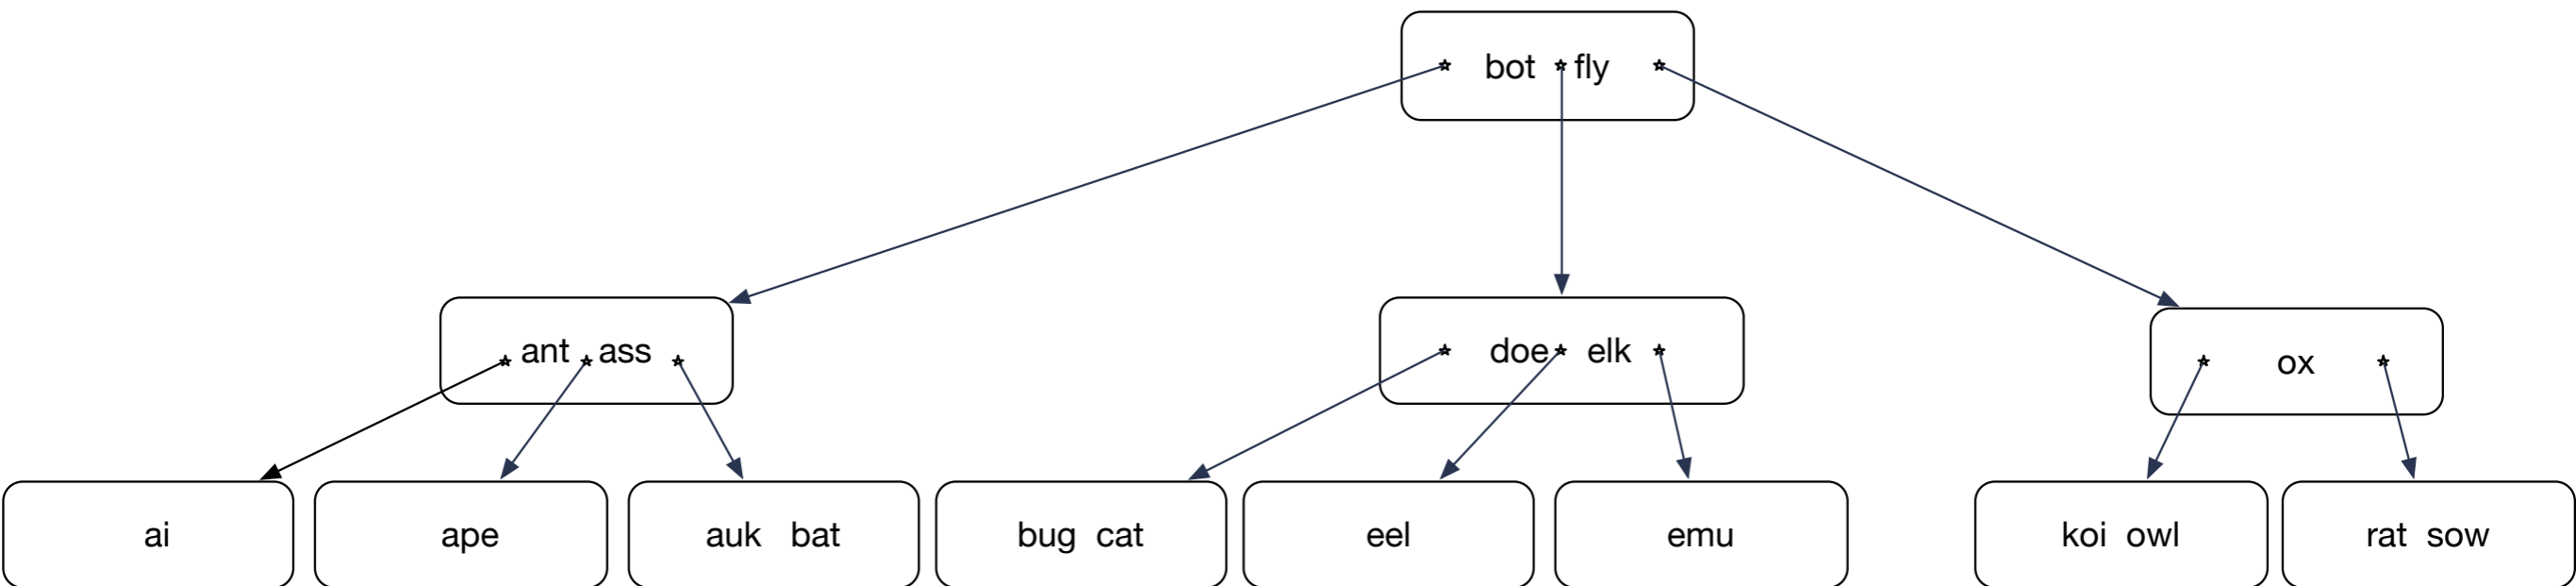 bot fly
ant ass
doe elk
ox
ai
ape
auk bat
bug cat
eel
emu
koi owl
rat sow